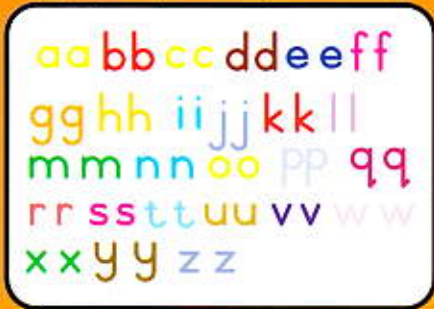 aa bb cc dd ee ff
gg hh ii jj kk ll
mm nn oo pp qq
rr ss tt uu vv ww
xx yy zz